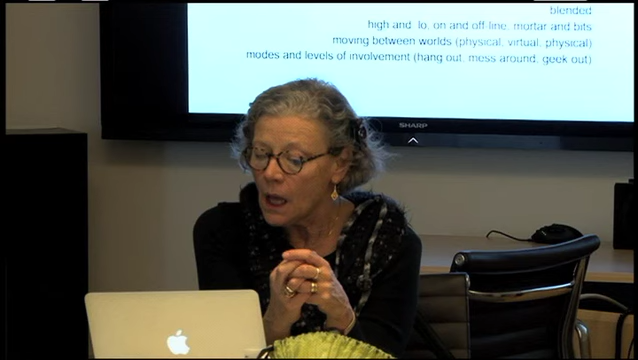 blended
high and lo, on and off-line, mortar and bits
moving between worlds (physical, virtual, physical)
modes and levels of involvement (hang out, mess around, geek out)
SHARP